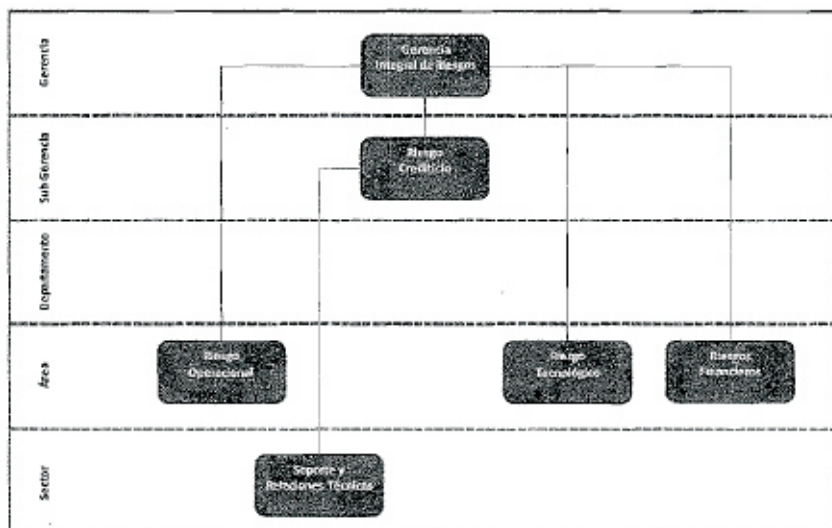 Gerencia
Gerencia
Integral de Riesgos
Sub Gerencia
Riesgo
Crediticio
Departamento
Área
Riesgo
Operacional
Riesgo
Tecnológico
Riesgos
Financieros
Sector
Soporte y
Relaciones Técnicas